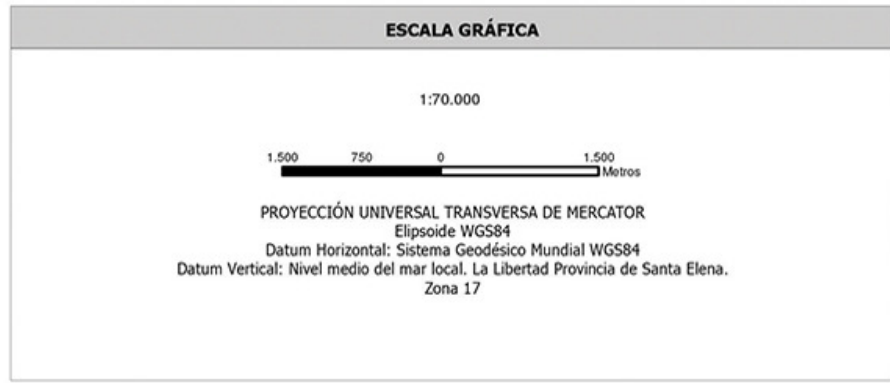 ESCALA GRÁFICA
1:70.000
1.500 750 0 1.500
Metros
PROYECCIÓN UNIVERSAL TRANSVERSA DE MERCATOR
Elipsoide WGS84
Datum Horizontal: Sistema Geodésico Mundial WGS84
Datum Vertical: Nivel medio del mar local. La Libertad Provincia de Santa Elena.
Zona 17